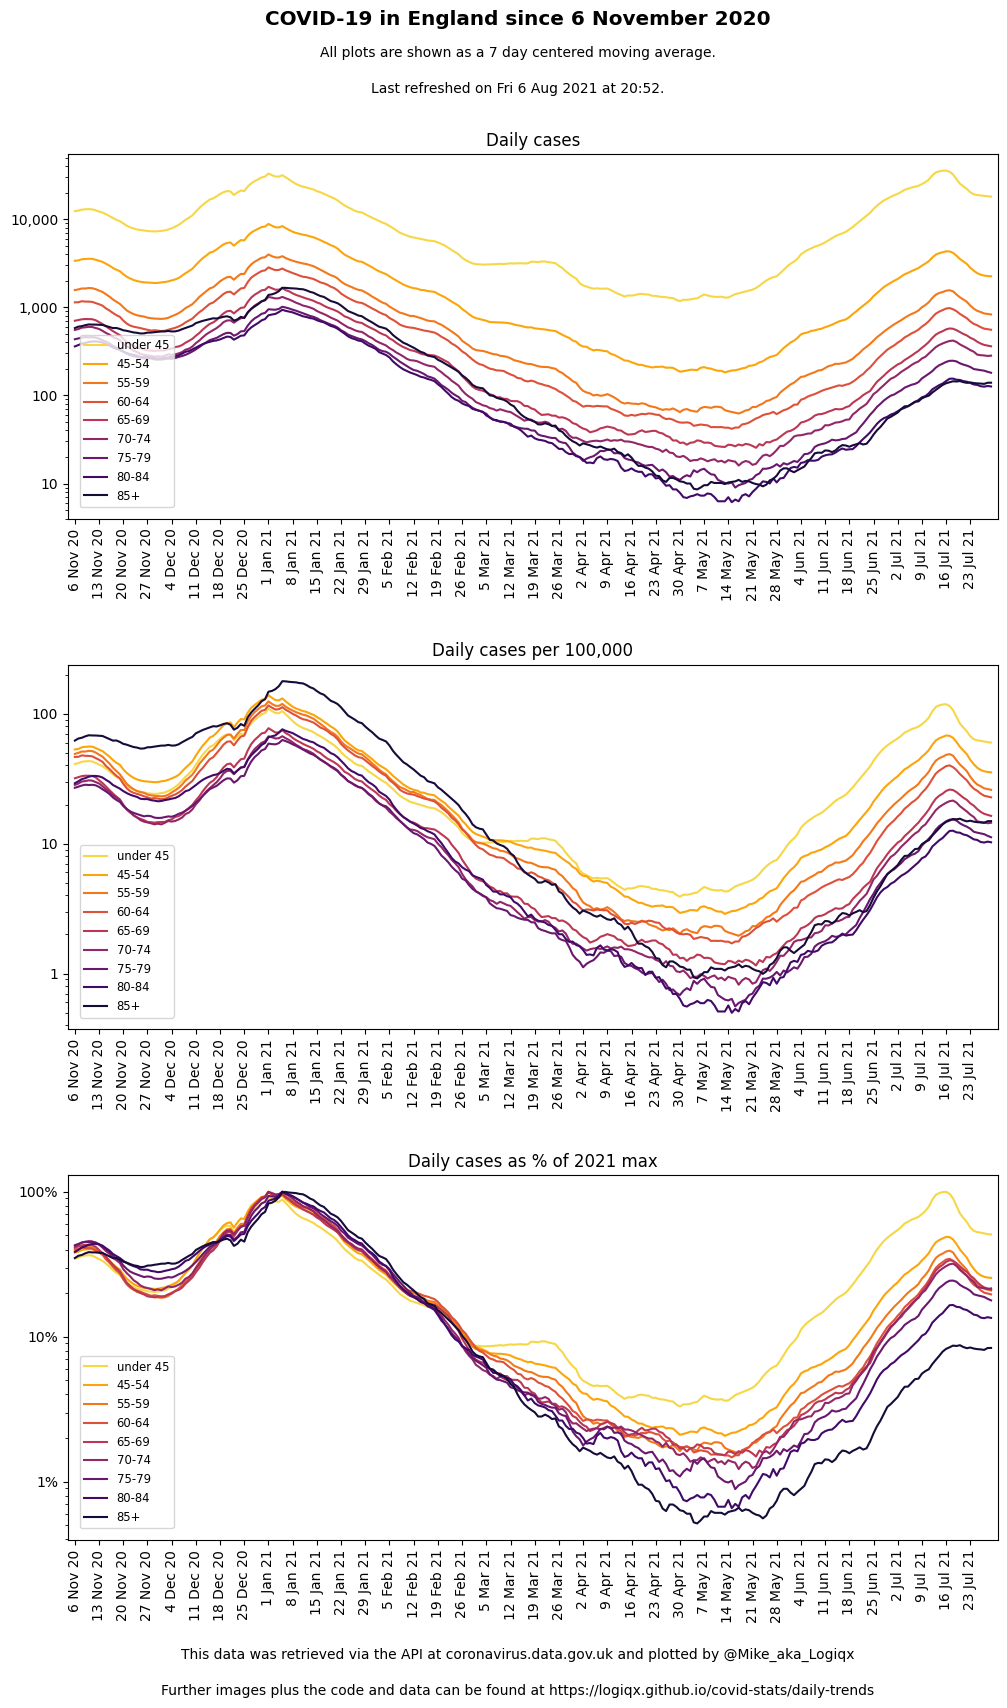 COVID-19 in England since 6 November 2020
All plots are shown as a 7 day centered moving average.
Last refreshed on Fri 6 Aug 2021 at 20:52.
Daily cases
10,000
1,000
100
10
under 45
45-54
55-59
60-64
65-69
70-74
75-79
80-84
85+
6 Nov 20
13 Nov 20
20 Nov 20
27 Nov 20
4 Dec 20
11 Dec 20
18 Dec 20
25 Dec 20
1 Jan 21
8 Jan 21
15 Jan 21
22 Jan 21
29 Jan 21
5 Feb 21
12 Feb 21
19 Feb 21
26 Feb 21
5 Mar 21
12 Mar 21
19 Mar 21
26 Mar 21
2 Apr 21
9 Apr 21
16 Apr 21
23 Apr 21
30 Apr 21
7 May 21
14 May 21
21 May 21
28 May 21
4 Jun 21
11 Jun 21
18 Jun 21
25 Jun 21
2 Jul 21
9 Jul 21
16 Jul 21
23 Jul 21
Daily cases per 100,000
100
10
1
under 45
45-54
55-59
60-64
65-69
70-74
75-79
80-84
85+
6 Nov 20
13 Nov 20
20 Nov 20
27 Nov 20
4 Dec 20
11 Dec 20
18 Dec 20
25 Dec 20
1 Jan 21
8 Jan 21
15 Jan 21
22 Jan 21
29 Jan 21
5 Feb 21
12 Feb 21
19 Feb 21
26 Feb 21
5 Mar 21
12 Mar 21
19 Mar 21
26 Mar 21
2 Apr 21
9 Apr 21
16 Apr 21
23 Apr 21
30 Apr 21
7 May 21
14 May 21
21 May 21
28 May 21
4 Jun 21
11 Jun 21
18 Jun 21
25 Jun 21
2 Jul 21
9 Jul 21
16 Jul 21
23 Jul 21
Daily cases as % of 2021 max
100%
10%
1%
under 45
45-54
55-59
60-64
65-69
70-74
75-79
80-84
85+
6 Nov 20
13 Nov 20
20 Nov 20
27 Nov 20
4 Dec 20
11 Dec 20
18 Dec 20
25 Dec 20
1 Jan 21
8 Jan 21
15 Jan 21
22 Jan 21
29 Jan 21
5 Feb 21
12 Feb 21
19 Feb 21
26 Feb 21
5 Mar 21
12 Mar 21
19 Mar 21
26 Mar 21
2 Apr 21
9 Apr 21
16 Apr 21
23 Apr 21
30 Apr 21
7 May 21
14 May 21
21 May 21
28 May 21
4 Jun 21
11 Jun 21
18 Jun 21
25 Jun 21
2 Jul 21
9 Jul 21
16 Jul 21
23 Jul 21
This data was retrieved via the API at coronavirus.data.gov.uk and plotted by @Mike_aka_Logiqx
Further images plus the code and data can be found at https://logiqx.github.io/covid-stats/daily-trends